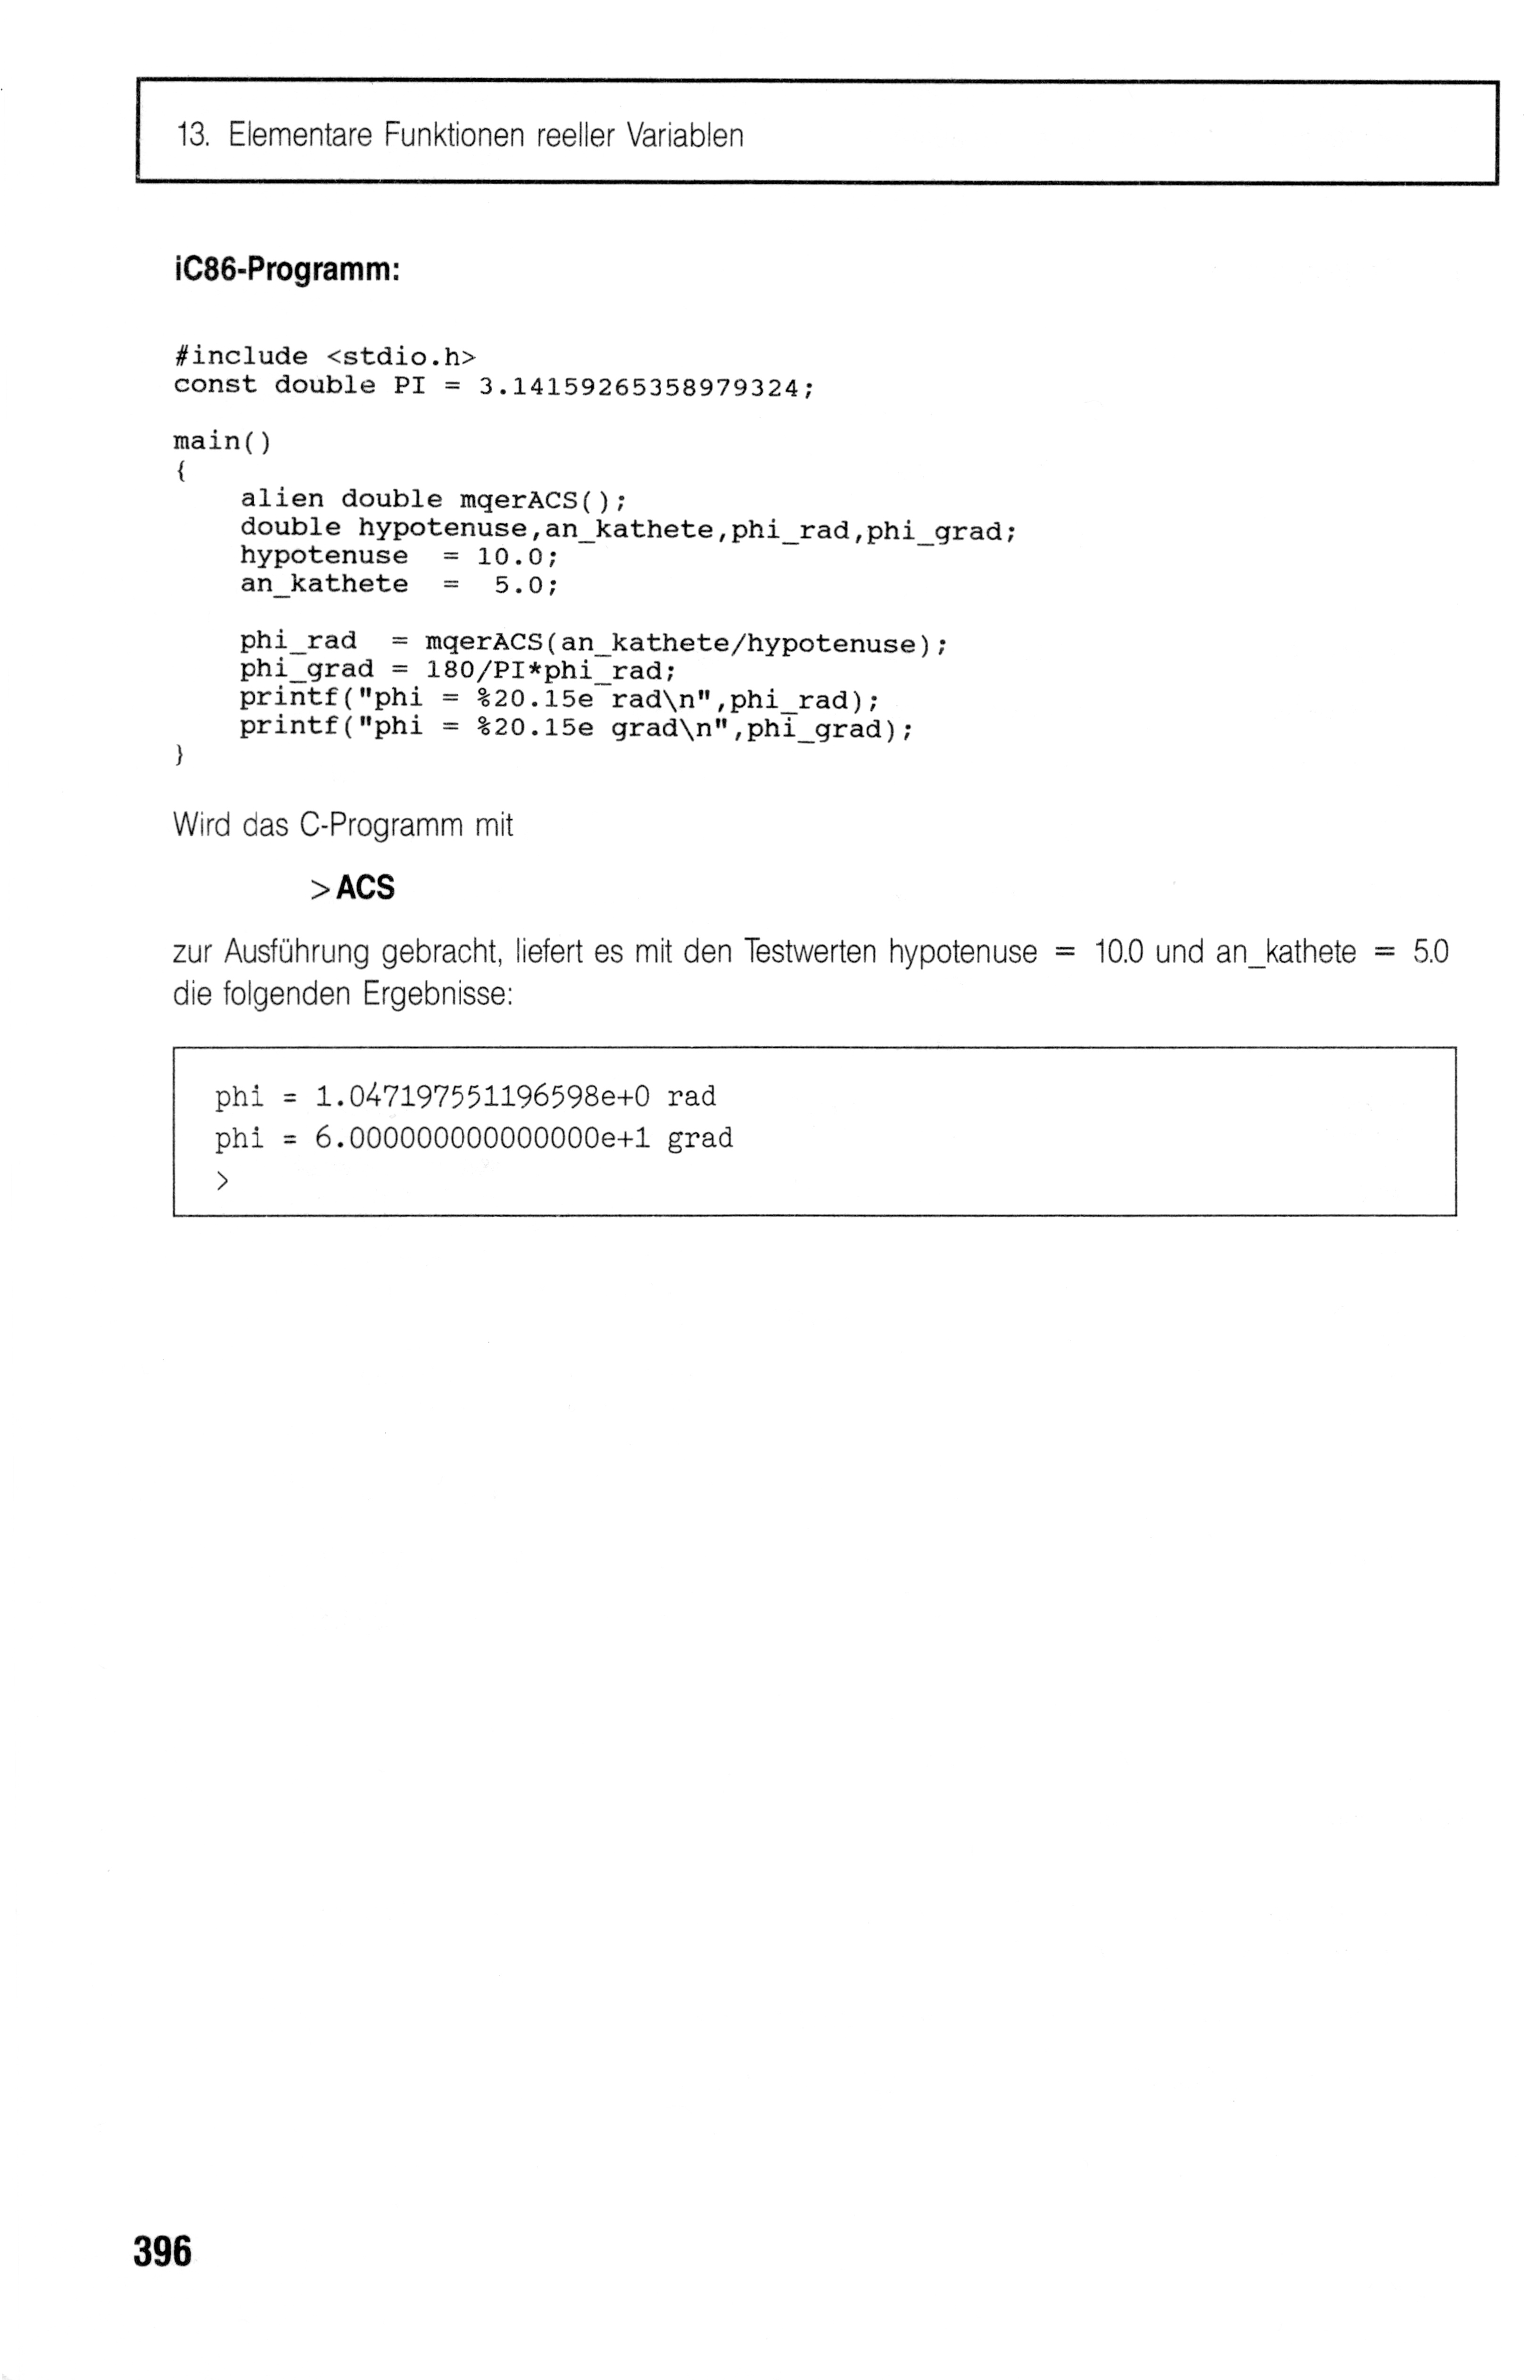 13. Elementare Funktionen reeller Variablen
iC86-Programm:
#include <stdio.h>
const double PI = 3.14159265358979324;
main()
{
    alien double mqerACS();
    double hypotenuse,an_kathete,phi_rad,phi_grad;
    hypotenuse  = 10.0;
    an_kathete  =  5.0;
    phi_rad  = mqerACS(an_kathete/hypotenuse);
    phi_grad = 180/PI*phi_rad;
    printf("phi = %20.15e rad\n",phi_rad);
    printf("phi = %20.15e grad\n",phi_grad);
}
Wird das C-Programm mit
>ACS
zur Ausführung gebracht, liefert es mit den Testwerten hypotenuse = 10.0 und an_kathete = 5.0
die folgenden Ergebnisse:
phi = 1.047197551196598e+0 rad
phi = 6.000000000000000e+1 grad
>
396